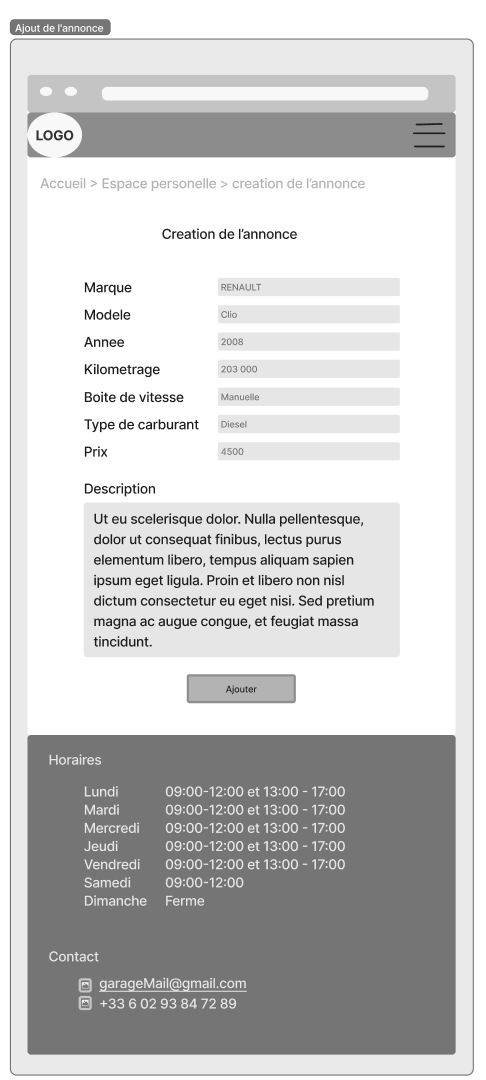 Ajout de l'annonce
LOGO
Accueil > Espace personelle > creation de l'annonce
Creation de l'annonce
Marque RENAULT
Modele Clio
Annee 2008
Kilometrage 203 000
Boite de vitesse Manuelle
Type de carburant Diesel
Prix 4500
Description
Ut eu scelerisque dolor. Nulla pellentesque,
dolor ut consequat finibus, lectus purus
elementum libero, tempus aliquam sapien
ipsum eget ligula. Proin et libero non nisl
dictum consectetur eu eget nisi. Sed pretium
magna ac augue congue, et feugiat massa
tincidunt.
Ajouter
Horaires
Lundi 09:00-12:00 et 13:00 - 17:00
Mardi 09:00-12:00 et 13:00 - 17:00
Mercredi 09:00-12:00 et 13:00 - 17:00
Jeudi 09:00-12:00 et 13:00 - 17:00
Vendredi 09:00-12:00 et 13:00 - 17:00
Samedi 09:00-12:00
Dimanche Ferme
Contact
garageMail@gmail.com
+33 6 02 93 84 72 89